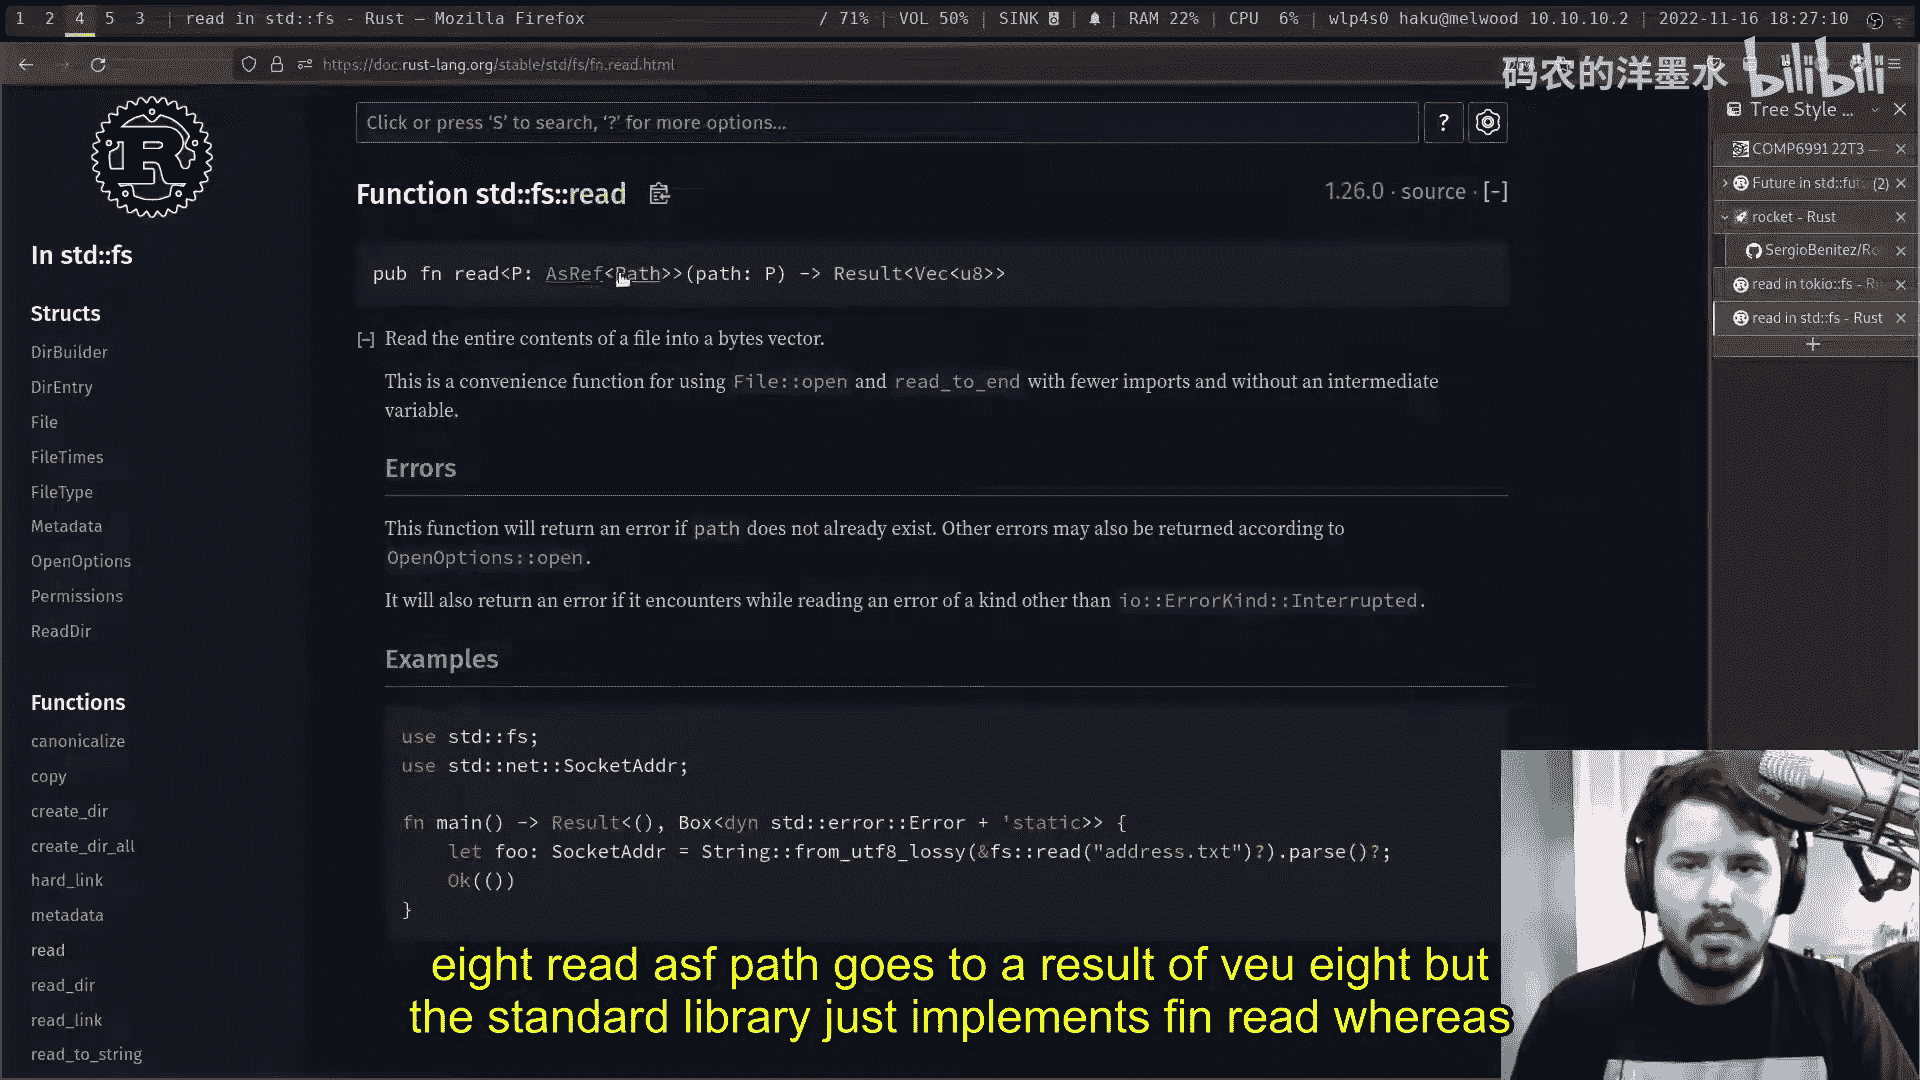 1 2 4 5 3 | read in std::fs - Rust — Mozilla Firefox
/ 71% | VOL 50% | SINK | | RAM 22% | CPU 6% | wlp4s0 haku@melwood 10.10.10.2 | 2022-11-16 18:27:10
https://doc.rust-lang.org/stable/std/fs/fn.read.html
码农的洋墨水 bilibili
Tree Style ...
COMP6991 22T3 —
Future in std::fut (2)
rocket - Rust
SergioBenitez/Ro
read in tokio::fs - R
read in std::fs - Rust
Click or press ‘S’ to search, ‘?’ for more options...
?
Function std::fs::read
1.26.0 · source · [-]
pub fn read<P: AsRef<Path>>(path: P) -> Result<Vec<u8>>
[-] Read the entire contents of a file into a bytes vector.
This is a convenience function for using File::open and read_to_end with fewer imports and without an intermediate
variable.
Errors
This function will return an error if path does not already exist. Other errors may also be returned according to
OpenOptions::open.
It will also return an error if it encounters while reading an error of a kind other than io::ErrorKind::Interrupted.
Examples
use std::fs;
use std::net::SocketAddr;
fn main() -> Result<(), Box<dyn std::error::Error + 'static>> {
let foo: SocketAddr = String::from_utf8_lossy(&fs::read("address.txt")?).parse()?;
Ok(())
}
In std::fs
Structs
DirBuilder
DirEntry
File
FileTimes
FileType
Metadata
OpenOptions
Permissions
ReadDir
Functions
canonicalize
copy
create_dir
create_dir_all
hard_link
metadata
read
read_dir
read_link
read_to_string
eight read asf path goes to a result of veu eight but
the standard library just implements fin read whereas